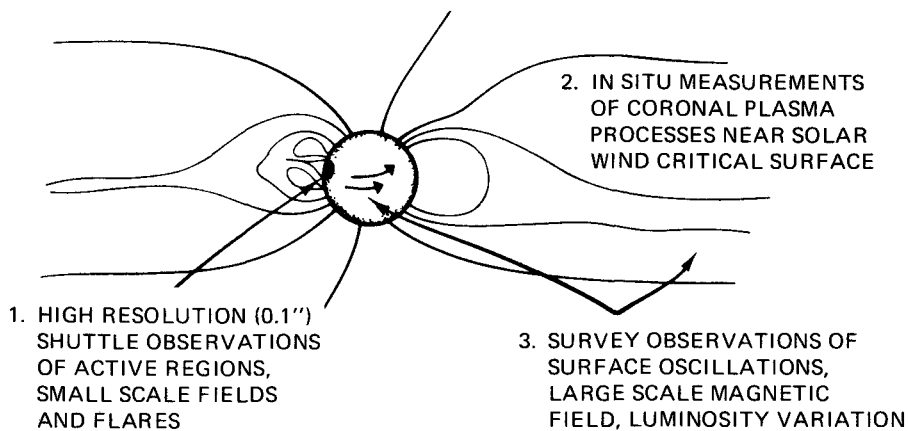 2. IN SITU MEASUREMENTS
OF CORONAL PLASMA
PROCESSES NEAR SOLAR
WIND CRITICAL SURFACE
1. HIGH RESOLUTION (0.1'')
SHUTTLE OBSERVATIONS
OF ACTIVE REGIONS,
SMALL SCALE FIELDS
AND FLARES
3. SURVEY OBSERVATIONS OF
SURFACE OSCILLATIONS,
LARGE SCALE MAGNETIC
FIELD, LUMINOSITY VARIATION